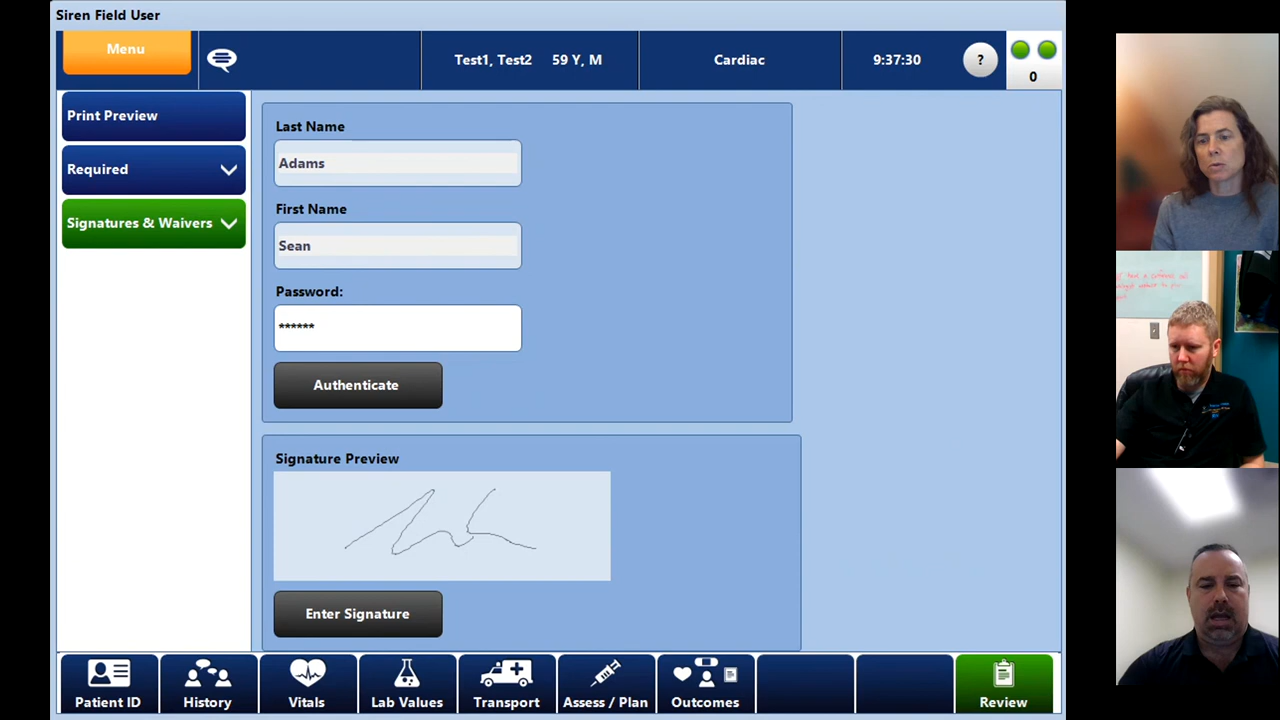 Siren Field User
Menu
Test1, Test2 59 Y, M
Cardiac
9:37:30
?
0
Print Preview
Required
Signatures & Waivers
Last Name
Adams
First Name
Sean
Password:
******
Authenticate
Signature Preview
Enter Signature
Patient ID
History
Vitals
Lab Values
Transport
Assess / Plan
Outcomes
Review